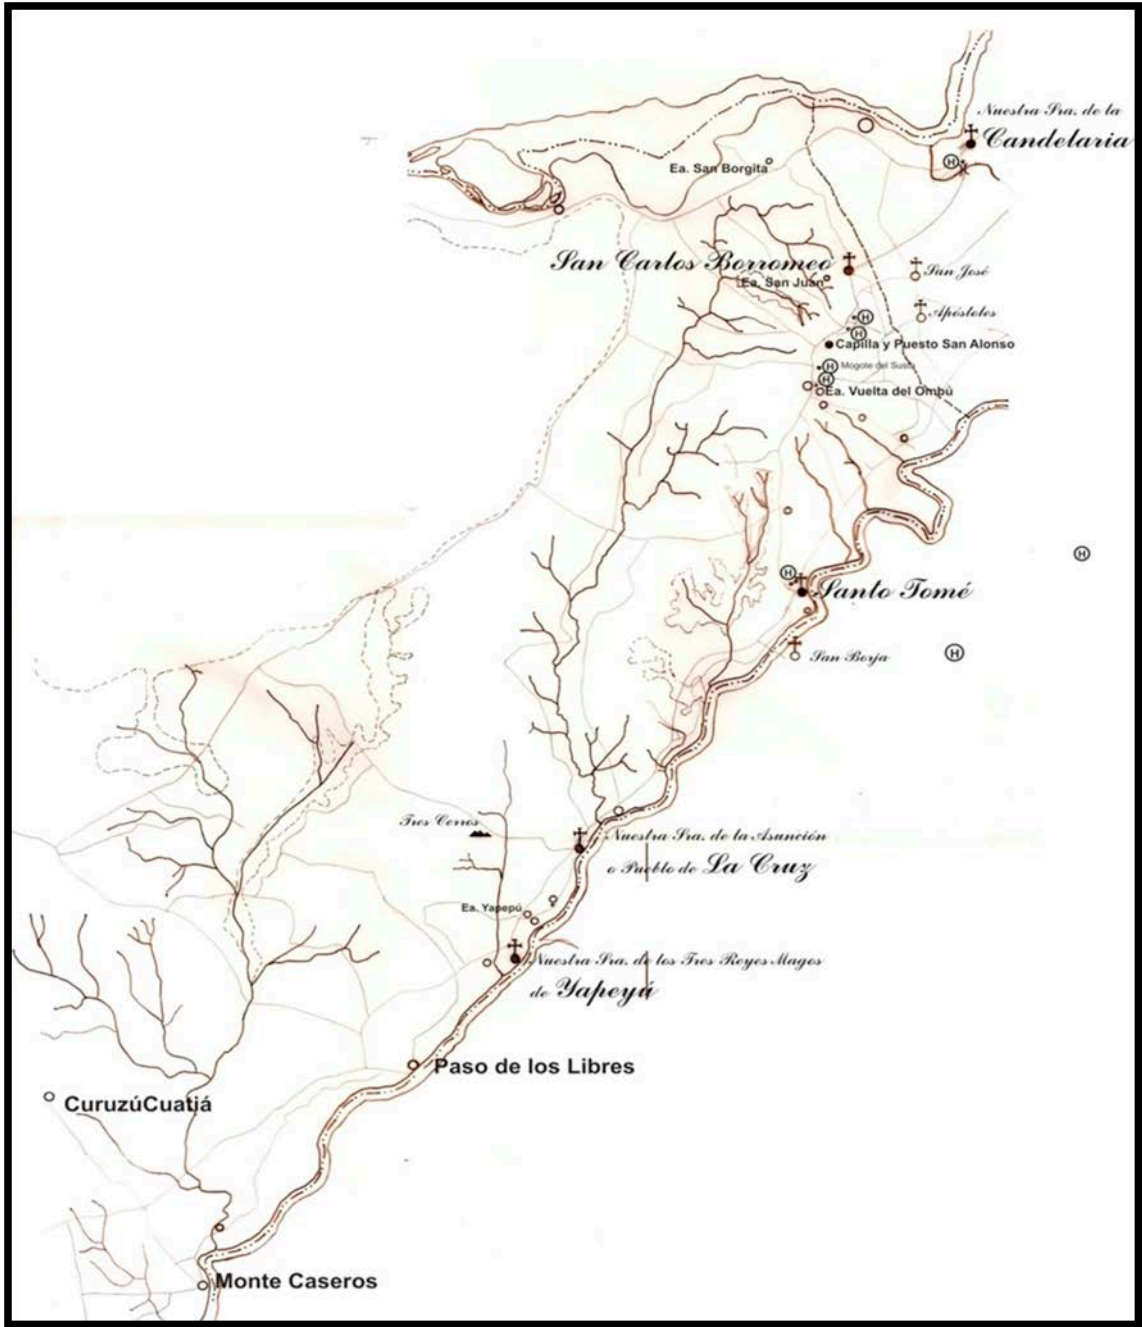 Nuestra Sra. de la
Candelaria
H
Ea. San Borgita
San Carlos Borromeo
Ea. San Juan
San José
Apóstoles
H
H
Capilla y Puesto San Alonso
H
Mogote del Susto
H
Ea. Vuelta del Ombú
H
H
Santo Tomé
San Borja
H
Tres Cerros
Nuestra Sra. de la Asunción
o Pueblo de La Cruz
Ea. Yapepú
Nuestra Sra. de los Tres Reyes Magos
de Yapeyú
Paso de los Libres
CuruzúCuatiá
Monte Caseros